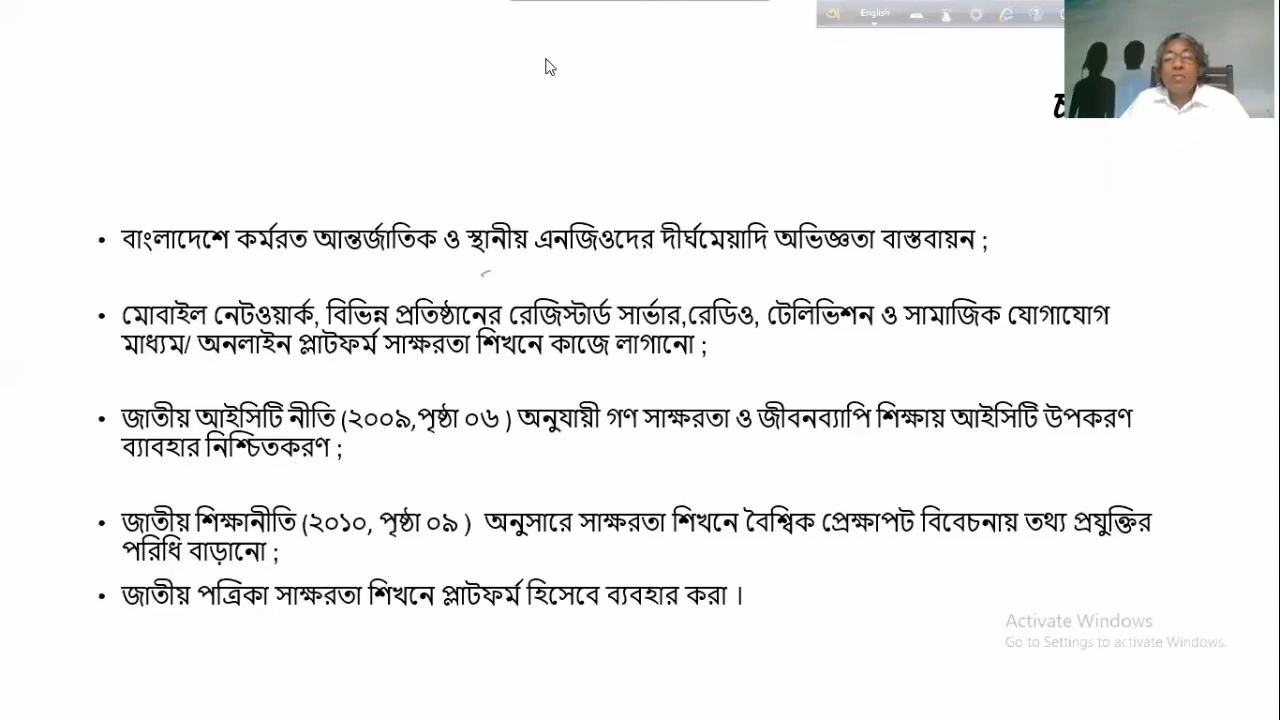 English
• বাংলাদেশে কর্মরত আন্তর্জাতিক ও স্থানীয় এনজিওদের দীর্ঘমেয়াদি অভিজ্ঞতা বাস্তবায়ন ;
• মোবাইল নেটওয়ার্ক, বিভিন্ন প্রতিষ্ঠানের রেজিস্টার্ড সার্ভার,রেডিও, টেলিভিশন ও সামাজিক যোগাযোগ
মাধ্যম/ অনলাইন প্লাটফর্ম সাক্ষরতা শিখনে কাজে লাগানো ;
• জাতীয় আইসিটি নীতি (২০০৯,পৃষ্ঠা ০৬ ) অনুযায়ী গণ সাক্ষরতা ও জীবনব্যাপি শিক্ষায় আইসিটি উপকরণ
ব্যাবহার নিশ্চিতকরণ ;
• জাতীয় শিক্ষানীতি (২০১০, পৃষ্ঠা ০৯ ) অনুসারে সাক্ষরতা শিখনে বৈশ্বিক প্রেক্ষাপট বিবেচনায় তথ্য প্রযুক্তির
পরিধি বাড়ানো ;
• জাতীয় পত্রিকা সাক্ষরতা শিখনে প্লাটফর্ম হিসেবে ব্যবহার করা ।
Activate Windows
Go to Settings to activate Windows.